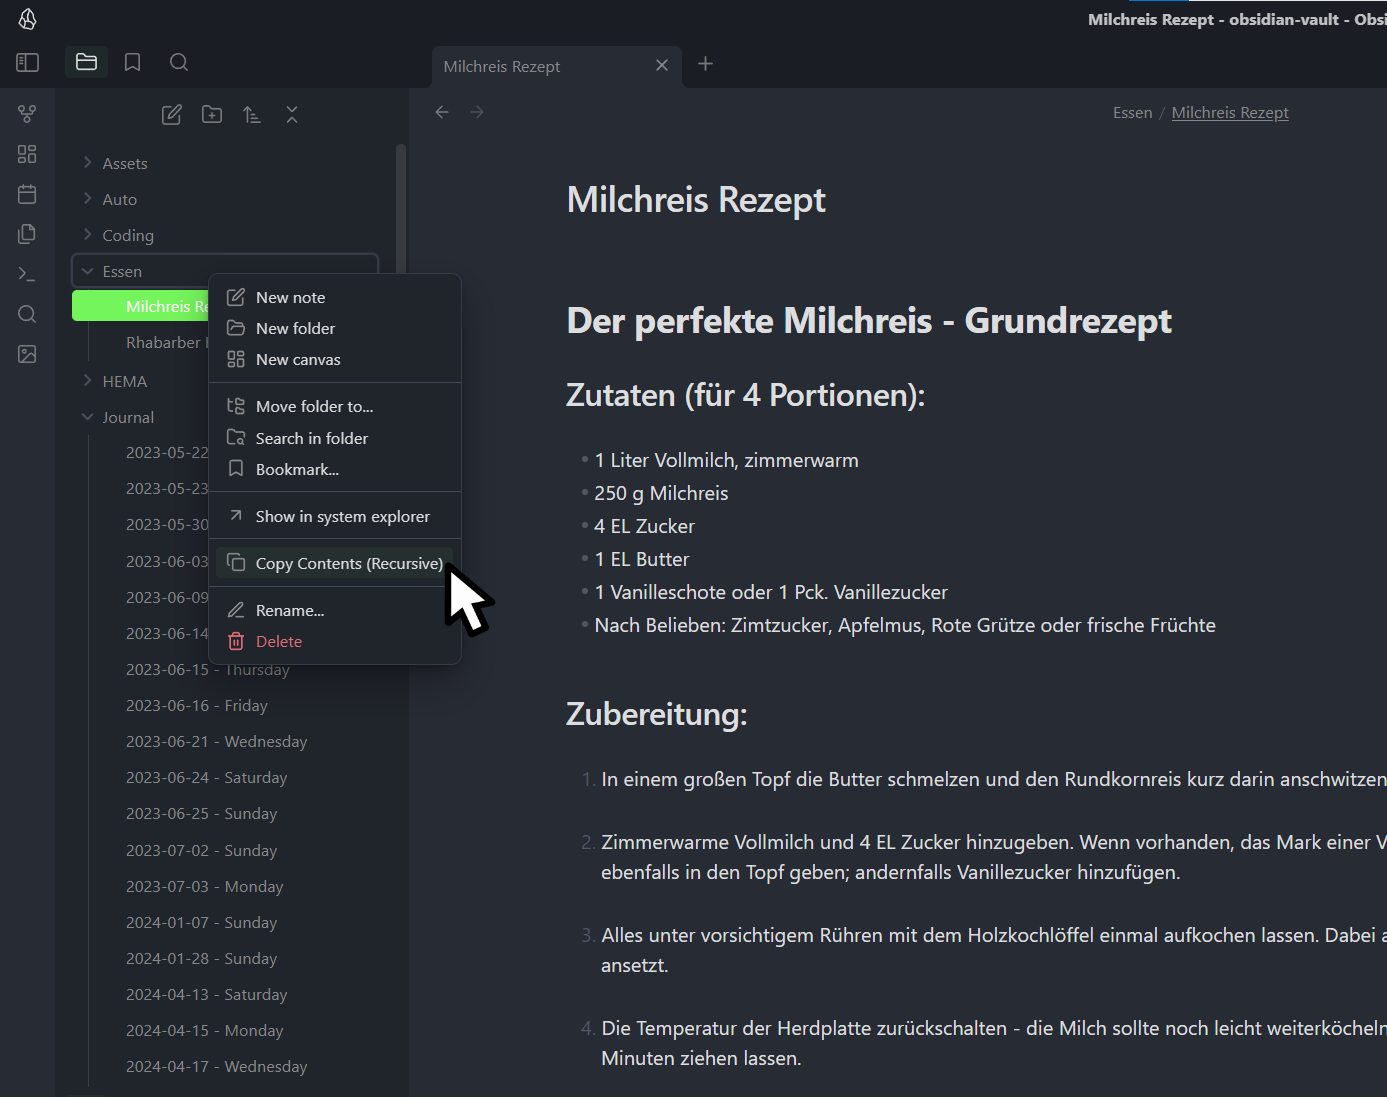 Milchreis Rezept - obsidian-vault - Obsi
Milchreis Rezept
Essen / Milchreis Rezept
Assets
Auto
Coding
Essen
Milchreis Re
Rhabarber
HEMA
Journal
2023-05-22
2023-05-23
2023-05-30
2023-06-03
2023-06-09
2023-06-14
2023-06-15 - Thursday
2023-06-16 - Friday
2023-06-21 - Wednesday
2023-06-24 - Saturday
2023-06-25 - Sunday
2023-07-02 - Sunday
2023-07-03 - Monday
2024-01-07 - Sunday
2024-01-28 - Sunday
2024-04-13 - Saturday
2024-04-15 - Monday
2024-04-17 - Wednesday
New note
New folder
New canvas
Move folder to...
Search in folder
Bookmark...
Show in system explorer
Copy Contents (Recursive)
Rename...
Delete
Milchreis Rezept
Der perfekte Milchreis - Grundrezept
Zutaten (für 4 Portionen):
• 1 Liter Vollmilch, zimmerwarm
• 250 g Milchreis
• 4 EL Zucker
• 1 EL Butter
• 1 Vanilleschote oder 1 Pck. Vanillezucker
• Nach Belieben: Zimtzucker, Apfelmus, Rote Grütze oder frische Früchte
Zubereitung:
1. In einem großen Topf die Butter schmelzen und den Rundkornreis kurz darin anschwitzen
2. Zimmerwarme Vollmilch und 4 EL Zucker hinzugeben. Wenn vorhanden, das Mark einer V
ebenfalls in den Topf geben; andernfalls Vanillezucker hinzufügen.
3. Alles unter vorsichtigem Rühren mit dem Holzkochlöffel einmal aufkochen lassen. Dabei a
ansetzt.
4. Die Temperatur der Herdplatte zurückschalten - die Milch sollte noch leicht weiterköcheln
Minuten ziehen lassen.